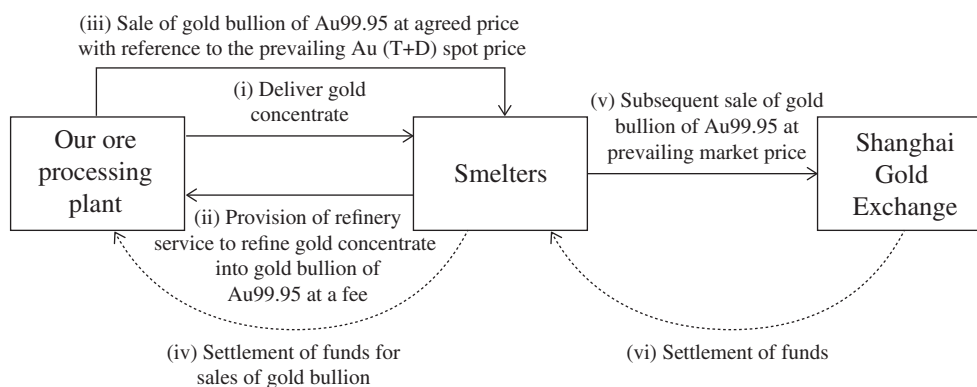 (iii) Sale of gold bullion of Au99.95 at agreed price
with reference to the prevailing Au (T+D) spot price
(i) Deliver gold
concentrate
(v) Subsequent sale of gold
bullion of Au99.95 at
prevailing market price
Our ore
processing
plant
Smelters
Shanghai
Gold
Exchange
(ii) Provision of refinery
service to refine gold concentrate
into gold bullion of
Au99.95 at a fee
(iv) Settlement of funds for
sales of gold bullion
(vi) Settlement of funds